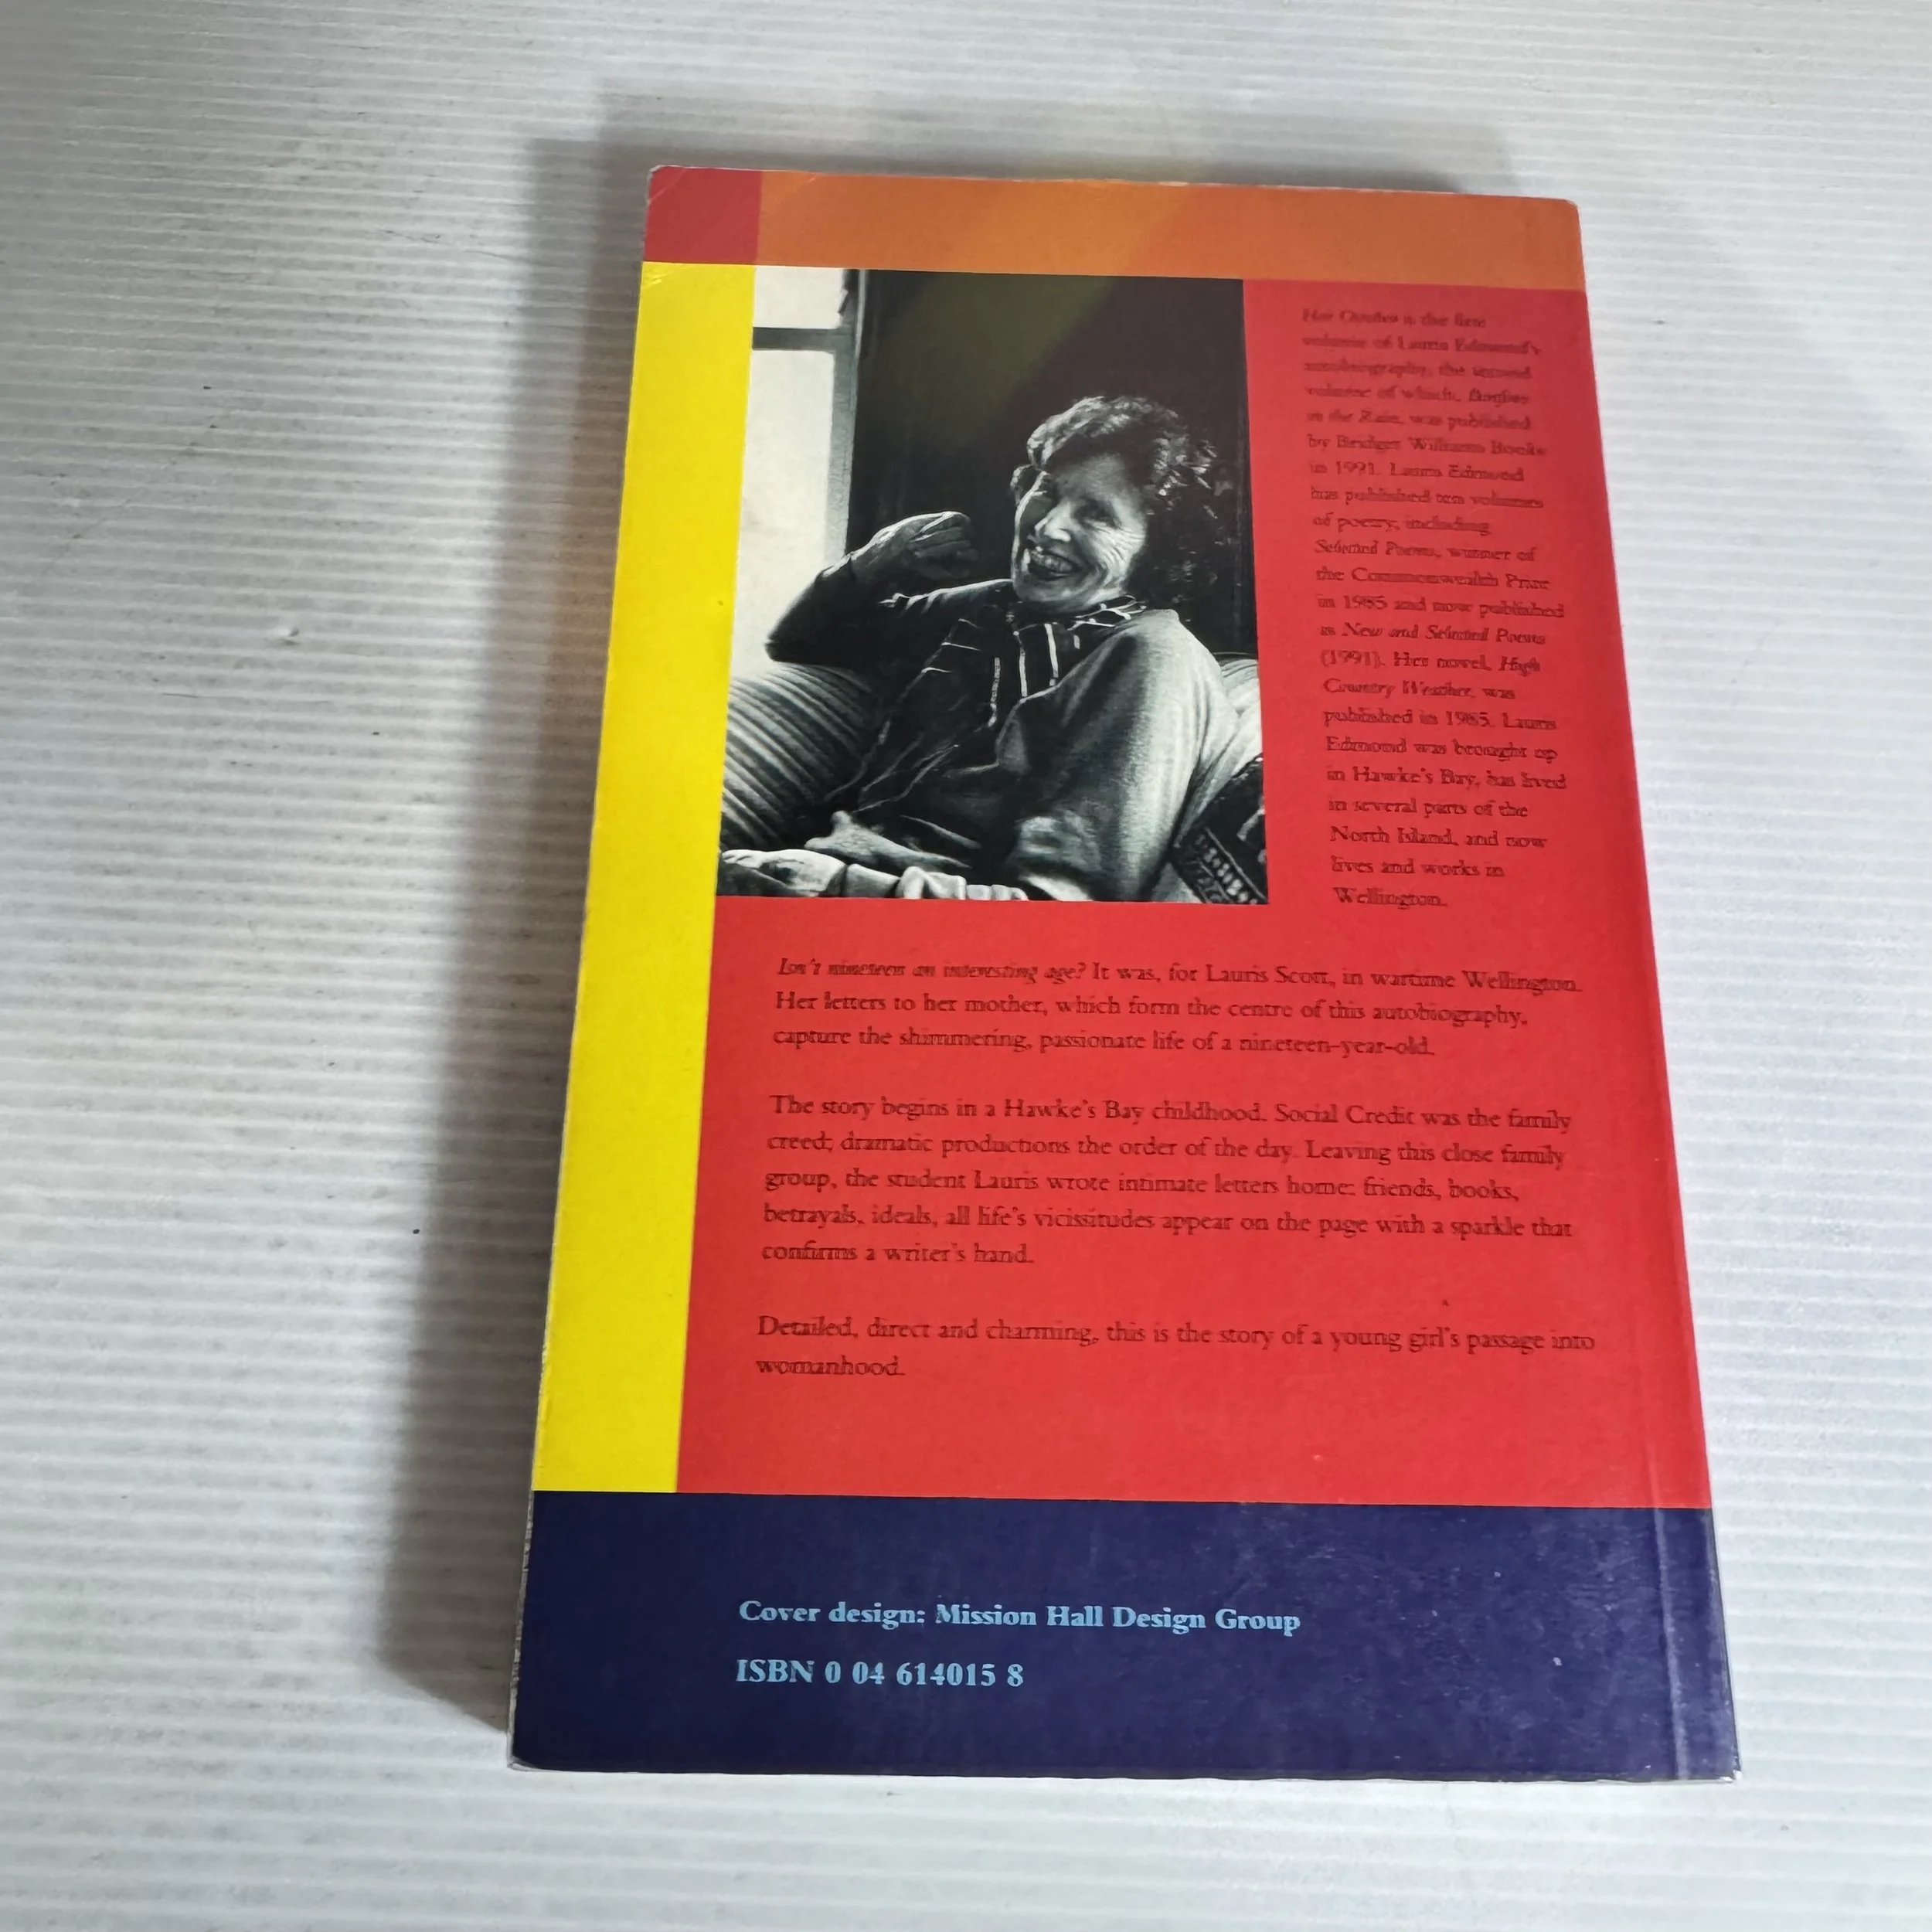 Hot October is the first
volume of Lauris Edmond's
autobiography, the second
volume of which, Bonfires
in the Rain, was published
by Bridget Williams Books
in 1991. Lauris Edmond
has published ten volumes
of poetry, including
Selected Poems, winner of
the Commonwealth Prize
in 1985 and now published
as New and Selected Poems
(1991). Her novel, High
Country Weather, was
published in 1985. Lauris
Edmond was brought up
in Hawke's Bay, has lived
in several parts of the
North Island, and now
lives and works in
Wellington.
Isn't nineteen an interesting age? It was, for Lauris Scott, in wartime Wellington.
Her letters to her mother, which form the centre of this autobiography,
capture the shimmering, passionate life of a nineteen-year-old.
The story begins in a Hawke's Bay childhood. Social Credit was the family
creed; dramatic productions the order of the day. Leaving this close family
group, the student Lauris wrote intimate letters home: friends, books,
betrayals, ideals, all life's vicissitudes appear on the page with a sparkle that
confirms a writer's hand.
Detailed, direct and charming, this is the story of a young girl's passage into
womanhood.
Cover design: Mission Hall Design Group
ISBN 0 04 614015 8